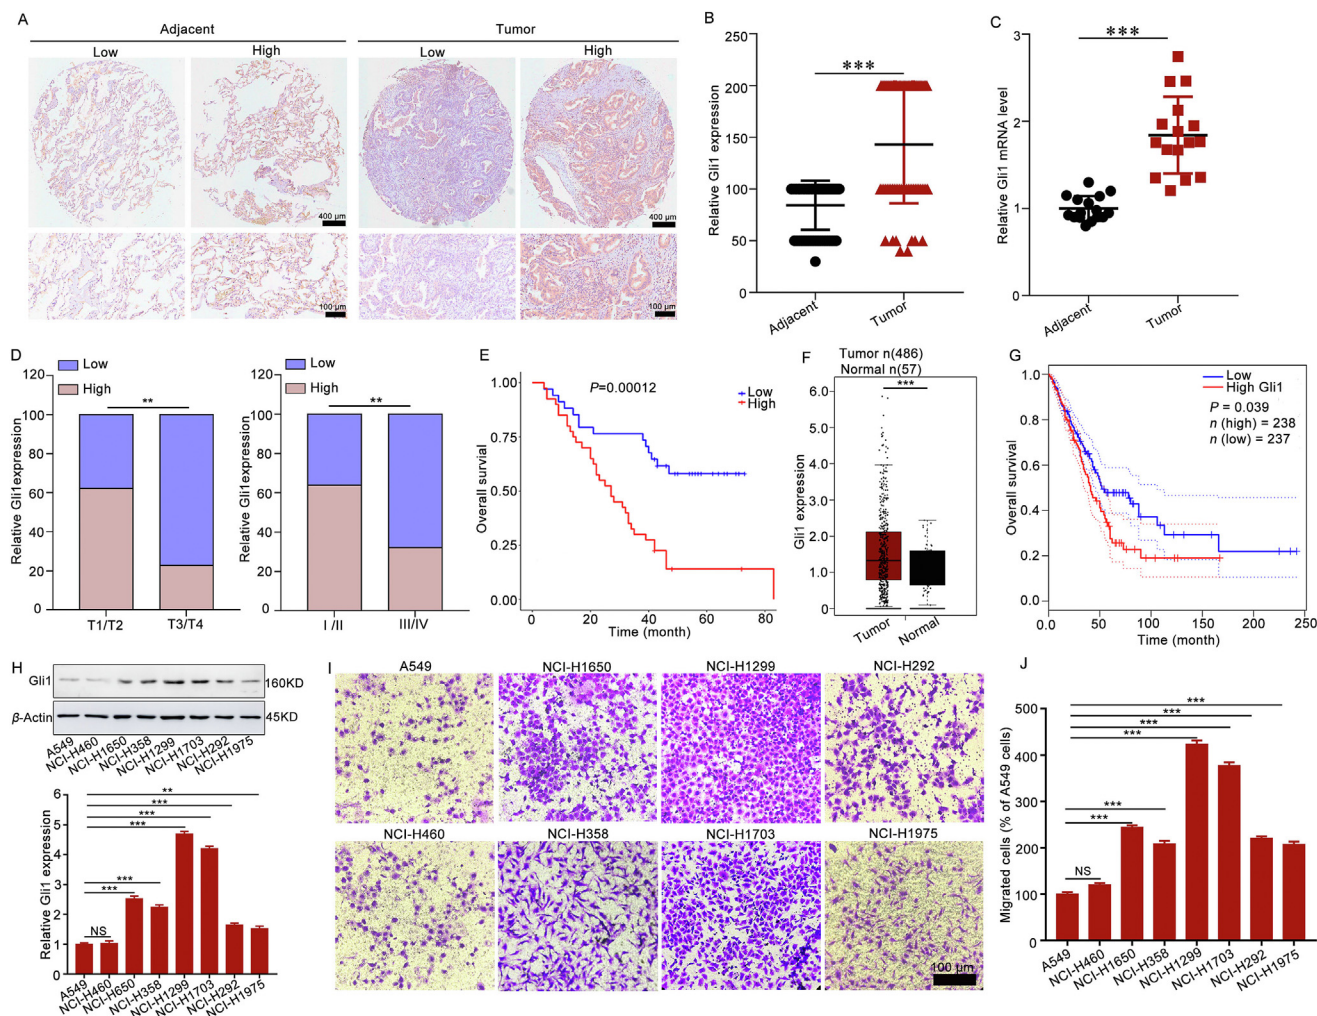 A
Adjacent
Tumor
Low
High
Low
High
400 µm
400 µm
100 µm
100 µm
B
Relative Gli1 expression
250
200
150
100
50
0
***
Adjacent
Tumor
C
Relative Gli1 mRNA level
3
2
1
0
***
Adjacent
Tumor
D
Low
High
Relative Gli1expression
100
80
60
40
20
0
**
T1/T2
T3/T4
Low
High
Relative Gli1expression
100
80
60
40
20
0
**
I /II
III/IV
E
Overall survial
1.00
0.75
0.50
0.25
0.00
P=0.00012
Low
High
0
20
40
60
80
Time (month)
F
Tumor n(486)
Normal n(57)
Gli1 expression
6.0
5.0
4.0
3.0
2.0
1.0
0
***
Tumor
Normal
G
Overall survival
1.0
0.8
0.6
0.4
0.2
0.0
Low
High Gli1
P = 0.039
n (high) = 238
n (low) = 237
0.0
50
100
150
200
250
Time (month)
H
Gli1
160KD
β-Actin
45KD
A549
NCI-H460
NCI-H1650
NCI-H358
NCI-H1299
NCI-H1703
NCI-H292
NCI-H1975
Relative Gli1 expression
6
5
4
3
2
1
0
**
***
***
***
***
***
NS
A549
NCI-H460
NCI-H650
NCI-H358
NCI-H1299
NCI-H1703
NCI-H292
NCI-H1975
I
A549
NCI-H1650
NCI-H1299
NCI-H292
NCI-H460
NCI-H358
NCI-H1703
NCI-H1975
100 µm
J
Migrated cells (% of A549 cells)
500
400
300
200
100
0
***
***
***
***
***
***
NS
A549
NCI-H460
NCI-H1650
NCI-H358
NCI-H1299
NCI-H1703
NCI-H292
NCI-H1975